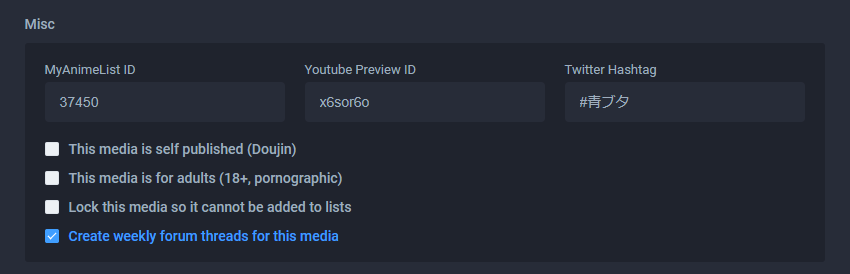 Misc
MyAnimeList ID
Youtube Preview ID
Twitter Hashtag
37450
x6sor6o
#青ブタ
This media is self published (Doujin)
This media is for adults (18+, pornographic)
Lock this media so it cannot be added to lists
Create weekly forum threads for this media